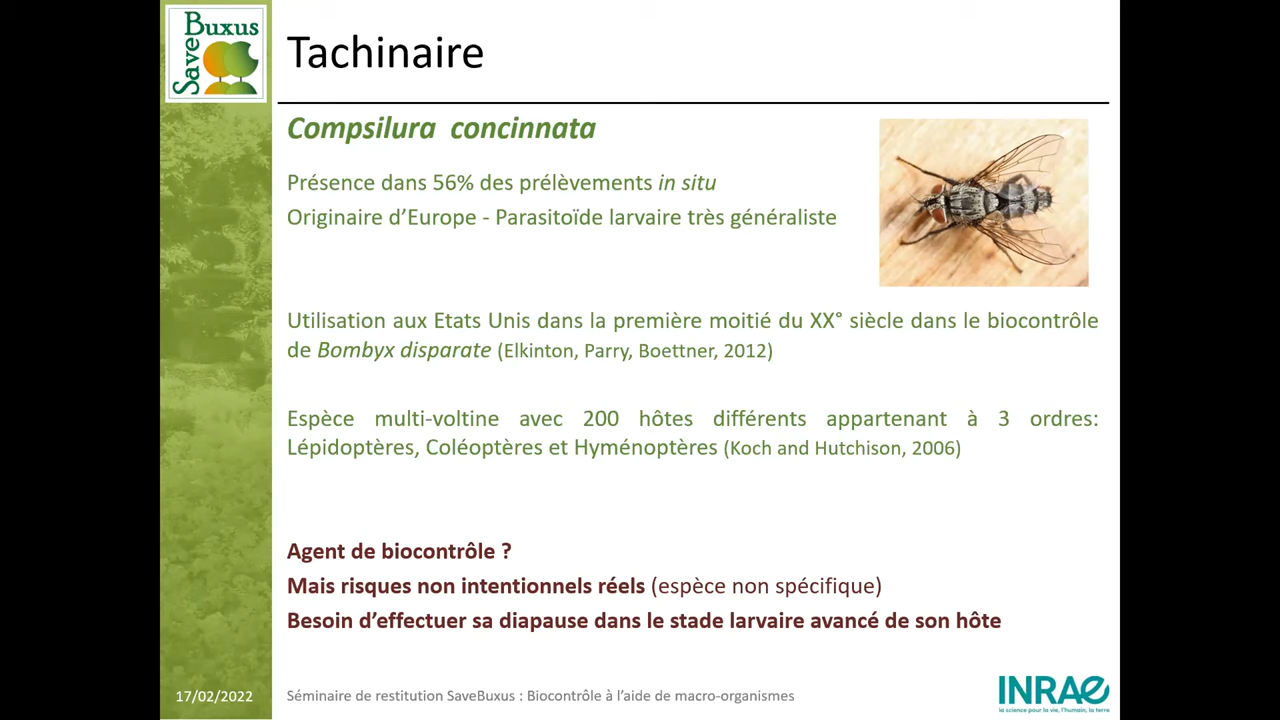 Save Buxus
Tachinaire
Compsilura concinnata
Présence dans 56% des prélèvements in situ
Originaire d’Europe - Parasitoïde larvaire très généraliste
Utilisation aux Etats Unis dans la première moitié du XX° siècle dans le biocontrôle
de Bombyx disparate (Elkinton, Parry, Boettner, 2012)
Espèce multi-voltine avec 200 hôtes différents appartenant à 3 ordres:
Lépidoptères, Coléoptères et Hyménoptères (Koch and Hutchison, 2006)
Agent de biocontrôle ?
Mais risques non intentionnels réels (espèce non spécifique)
Besoin d’effectuer sa diapause dans le stade larvaire avancé de son hôte
17/02/2022
Séminaire de restitution SaveBuxus : Biocontrôle à l’aide de macro-organismes
INRAE
la science pour la vie, l’humain, la terre